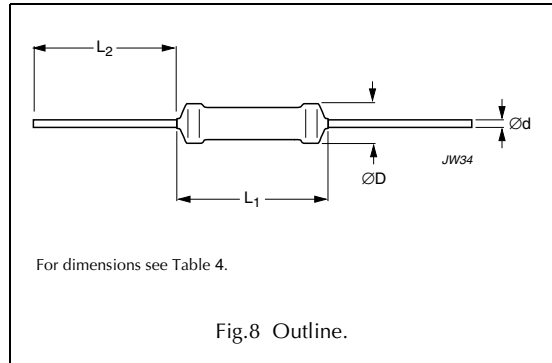 L2
Ød
JW34
ØD
L1
For dimensions see Table 4.
Fig.8 Outline.